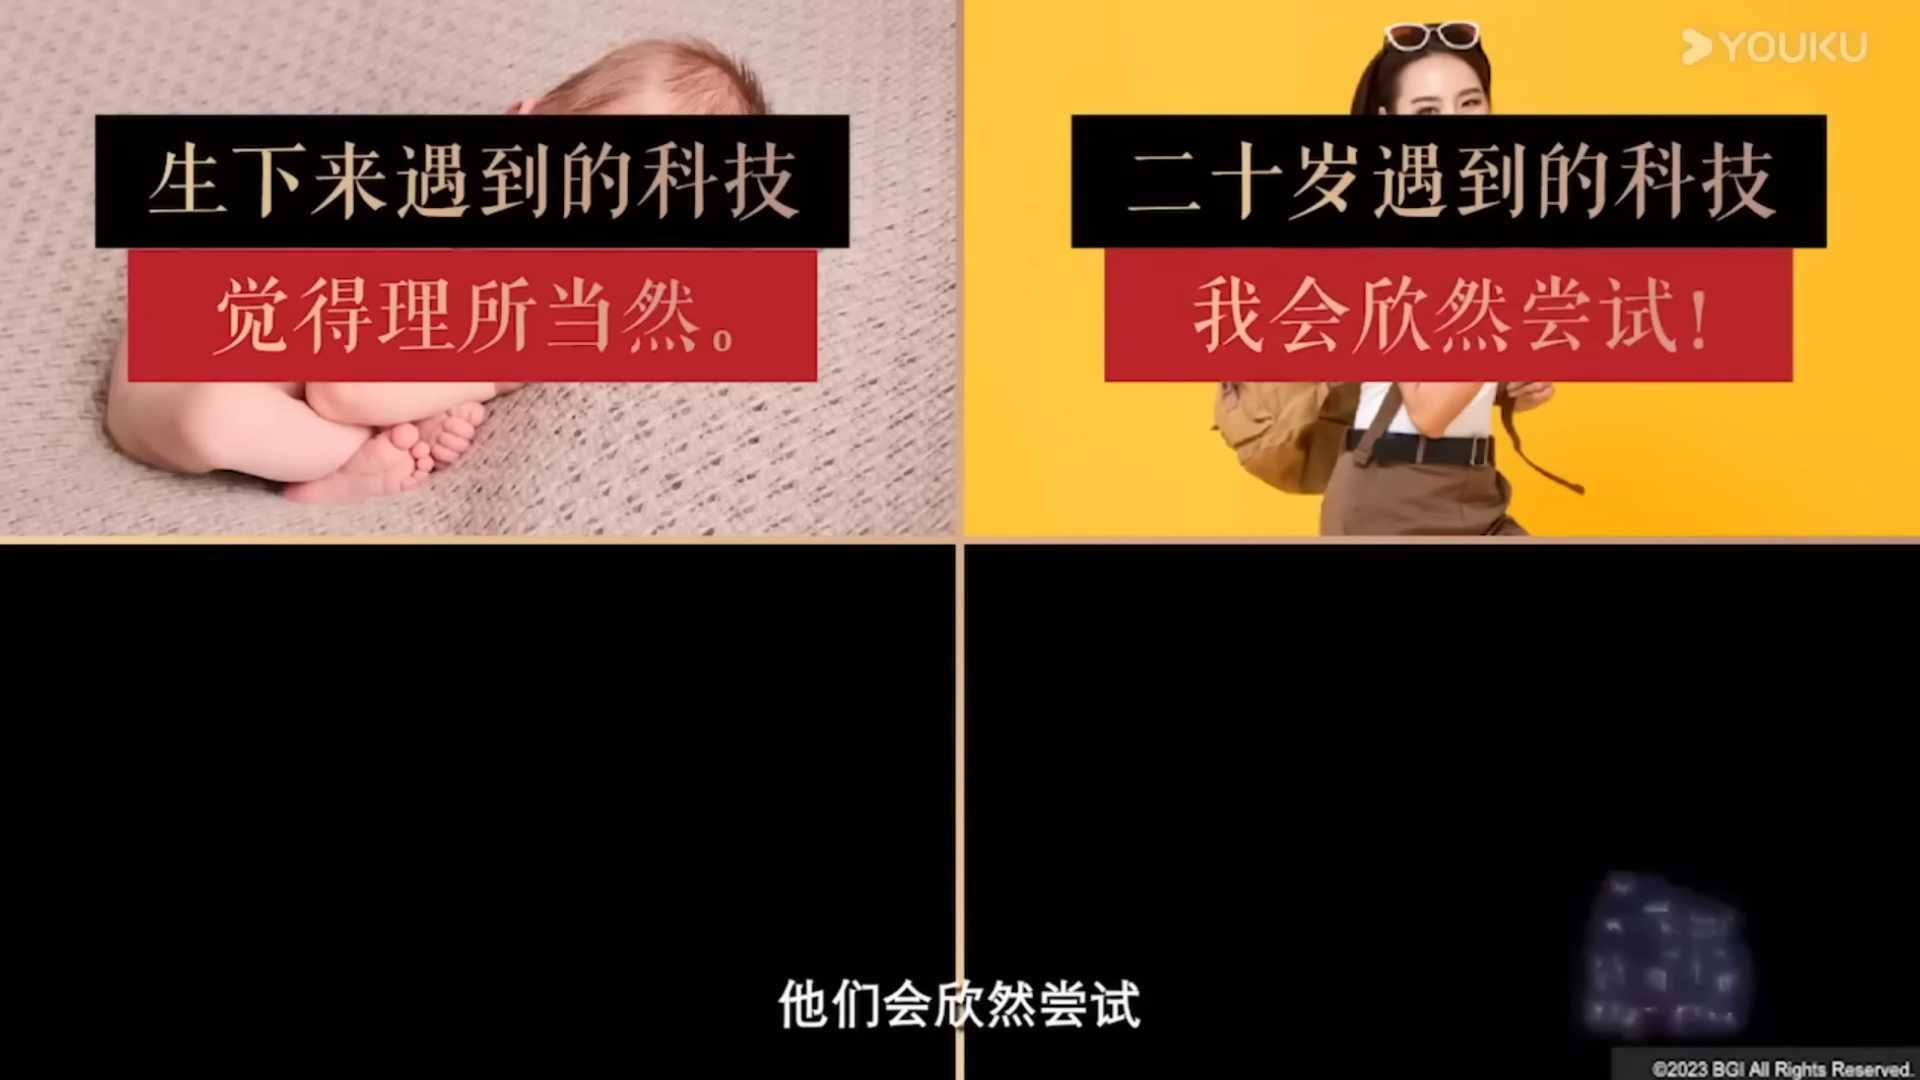 YOUKU
生下来遇到的科技
觉得理所当然。
二十岁遇到的科技
我会欣然尝试!
他们会欣然尝试
©2023 BGI All Rights Reserved.